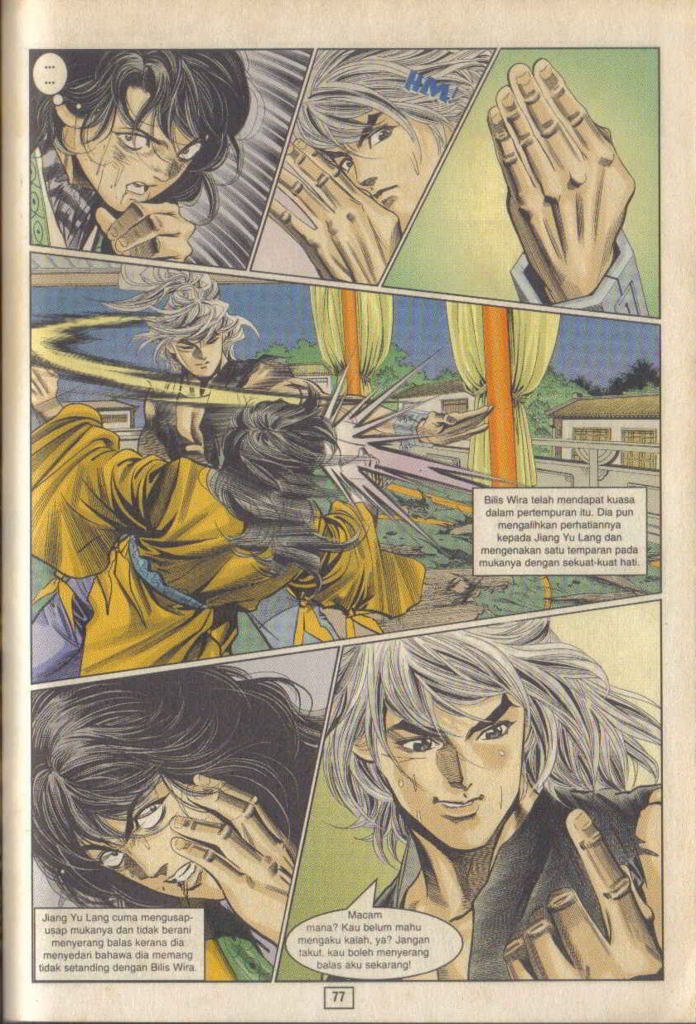 ...
...
HM!
Bilis Wira telah mendapat kuasa
dalam pertempuran itu. Dia pun
mengalihkan perhatiannya
kepada Jiang Yu Lang dan
mengenakan satu temparan pada
mukanya dengan sekuat-kuat hati.
Jiang Yu Lang cuma mengusap-
usap mukanya dan tidak berani
menyerang balas kerana dia
menyedari bahawa dia memang
tidak setanding dengan Bilis Wira.
Macam
mana? Kau belum mahu
mengaku kalah, ya? Jangan
takut, kau boleh menyerang
balas aku sekarang!
77